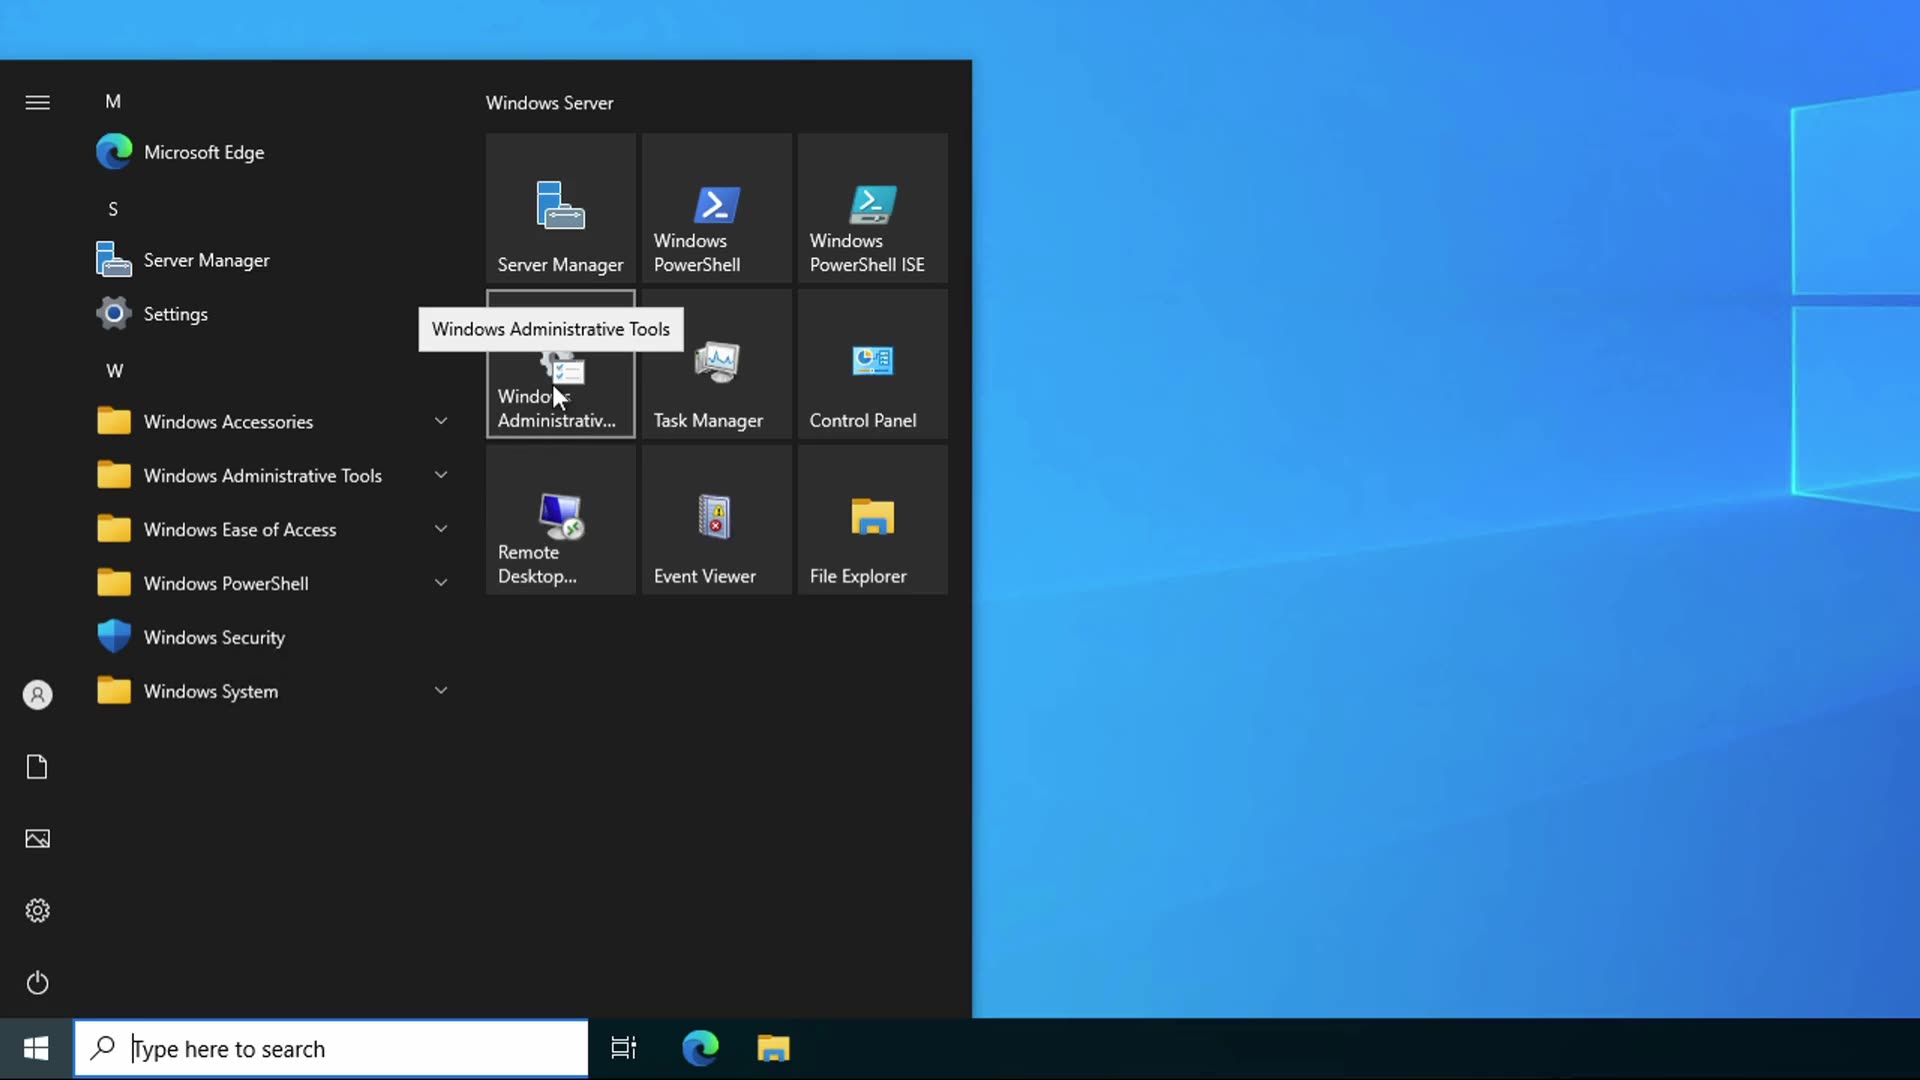 M
Microsoft Edge
S
Server Manager
Settings
W
Windows Accessories
Windows Administrative Tools
Windows Ease of Access
Windows PowerShell
Windows Security
Windows System
Windows Server
Server Manager
Windows
PowerShell
Windows
PowerShell ISE
Windows Administrative Tools
Windows
Administrativ...
Task Manager
Control Panel
Remote
Desktop...
Event Viewer
File Explorer
Type here to search